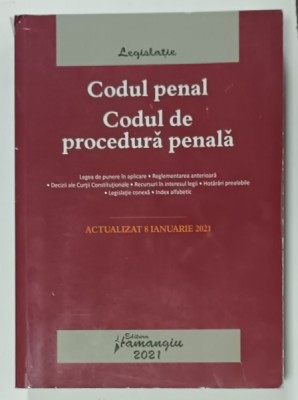 Legislație
Codul penal
Codul de
procedură penală
Legea de punere în aplicare • Reglementarea anterioară
• Decizii ale Curții Constituționale • Recursuri în interesul legii • Hotărâri prealabile
• Legislație conexă • Index alfabetic
ACTUALIZAT 8 IANUARIE 2021
Editura
Hamangiu
2021